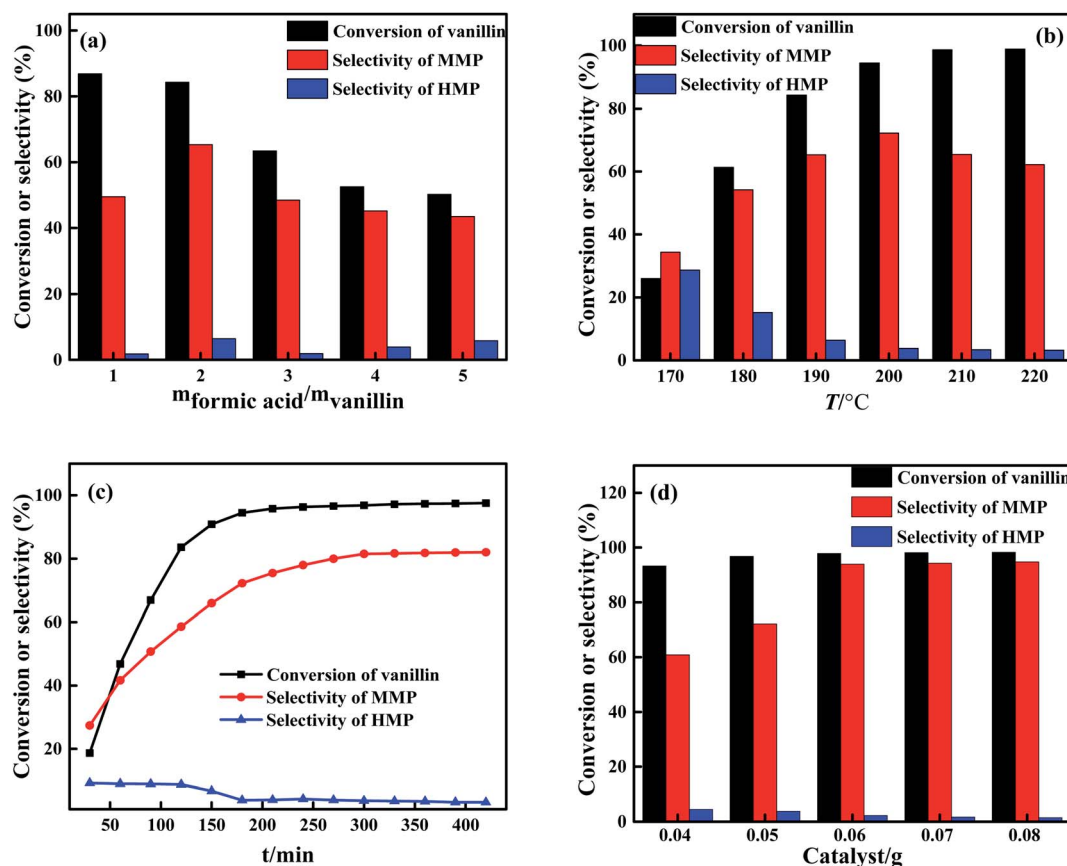 (a)
Conversion of vanillin
Selectivity of MMP
Selectivity of HMP
Conversion or selectivity (%)
100
80
60
40
20
0
1 2 3 4 5
mformic acid/mvanillin
(b)
Conversion of vanillin
Selectivity of MMP
Selectivity of HMP
Conversion or selectivity (%)
100
80
60
40
20
0
170 180 190 200 210 220
T/°C
(c)
Conversion or selectivity (%)
100
80
60
40
20
Conversion of vanillin
Selectivity of MMP
Selectivity of HMP
50 100 150 200 250 300 350 400
t/min
(d)
Conversion of vanillin
Selectivity of MMP
Selectivity of HMP
Conversion or selectivity (%)
120
100
80
60
40
20
0
0.04 0.05 0.06 0.07 0.08
Catalyst/g